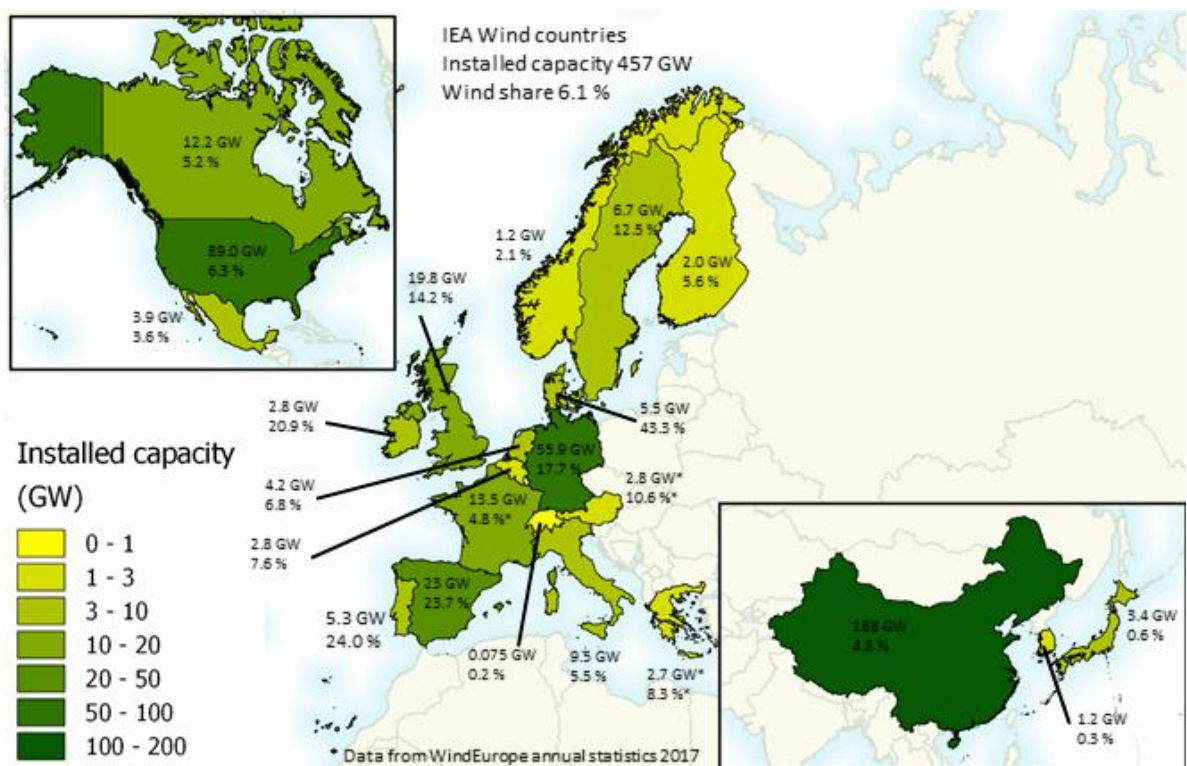 IEA Wind countries
Installed capacity 457 GW
Wind share 6.1 %
12.2 GW
5.2 %
89.0 GW
6.3 %
3.9 GW
3.6 %
1.2 GW
2.1 %
6.7 GW
12.5 %
2.0 GW
5.6 %
19.8 GW
14.2 %
2.8 GW
20.9 %
5.5 GW
43.3 %
55.9 GW
17.7 %
2.8 GW*
10.6 %*
4.2 GW
6.8 %
13.5 GW
4.8 %*
2.8 GW
7.6 %
23 GW
23.7 %
5.3 GW
24.0 %
0.075 GW
0.2 %
9.5 GW
5.5 %
2.7 GW*
8.3 %*
Installed capacity
(GW)
0 - 1
1 - 3
3 - 10
10 - 20
20 - 50
50 - 100
100 - 200
188 GW
4.8 %
3.4 GW
0.6 %
1.2 GW
0.3 %
Data from WindEurope annual statistics 2017